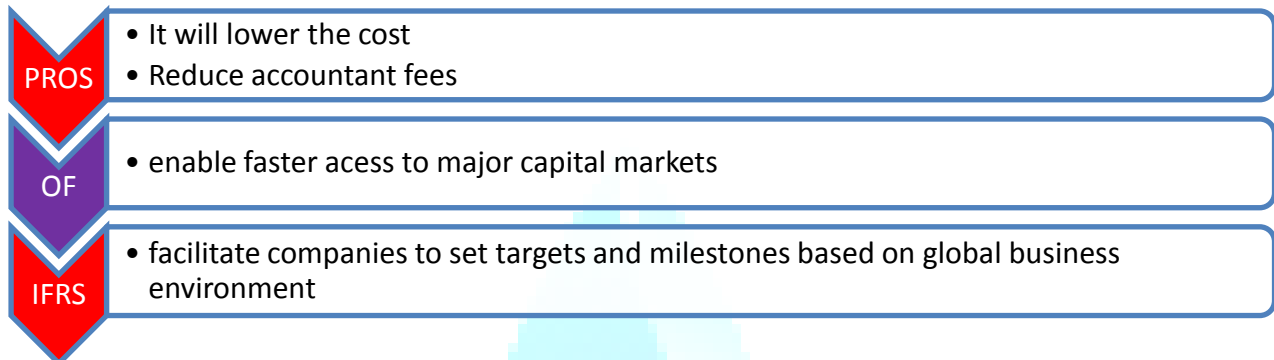 PROS
• It will lower the cost
• Reduce accountant fees
OF
• enable faster acess to major capital markets
IFRS
• facilitate companies to set targets and milestones based on global business
environment